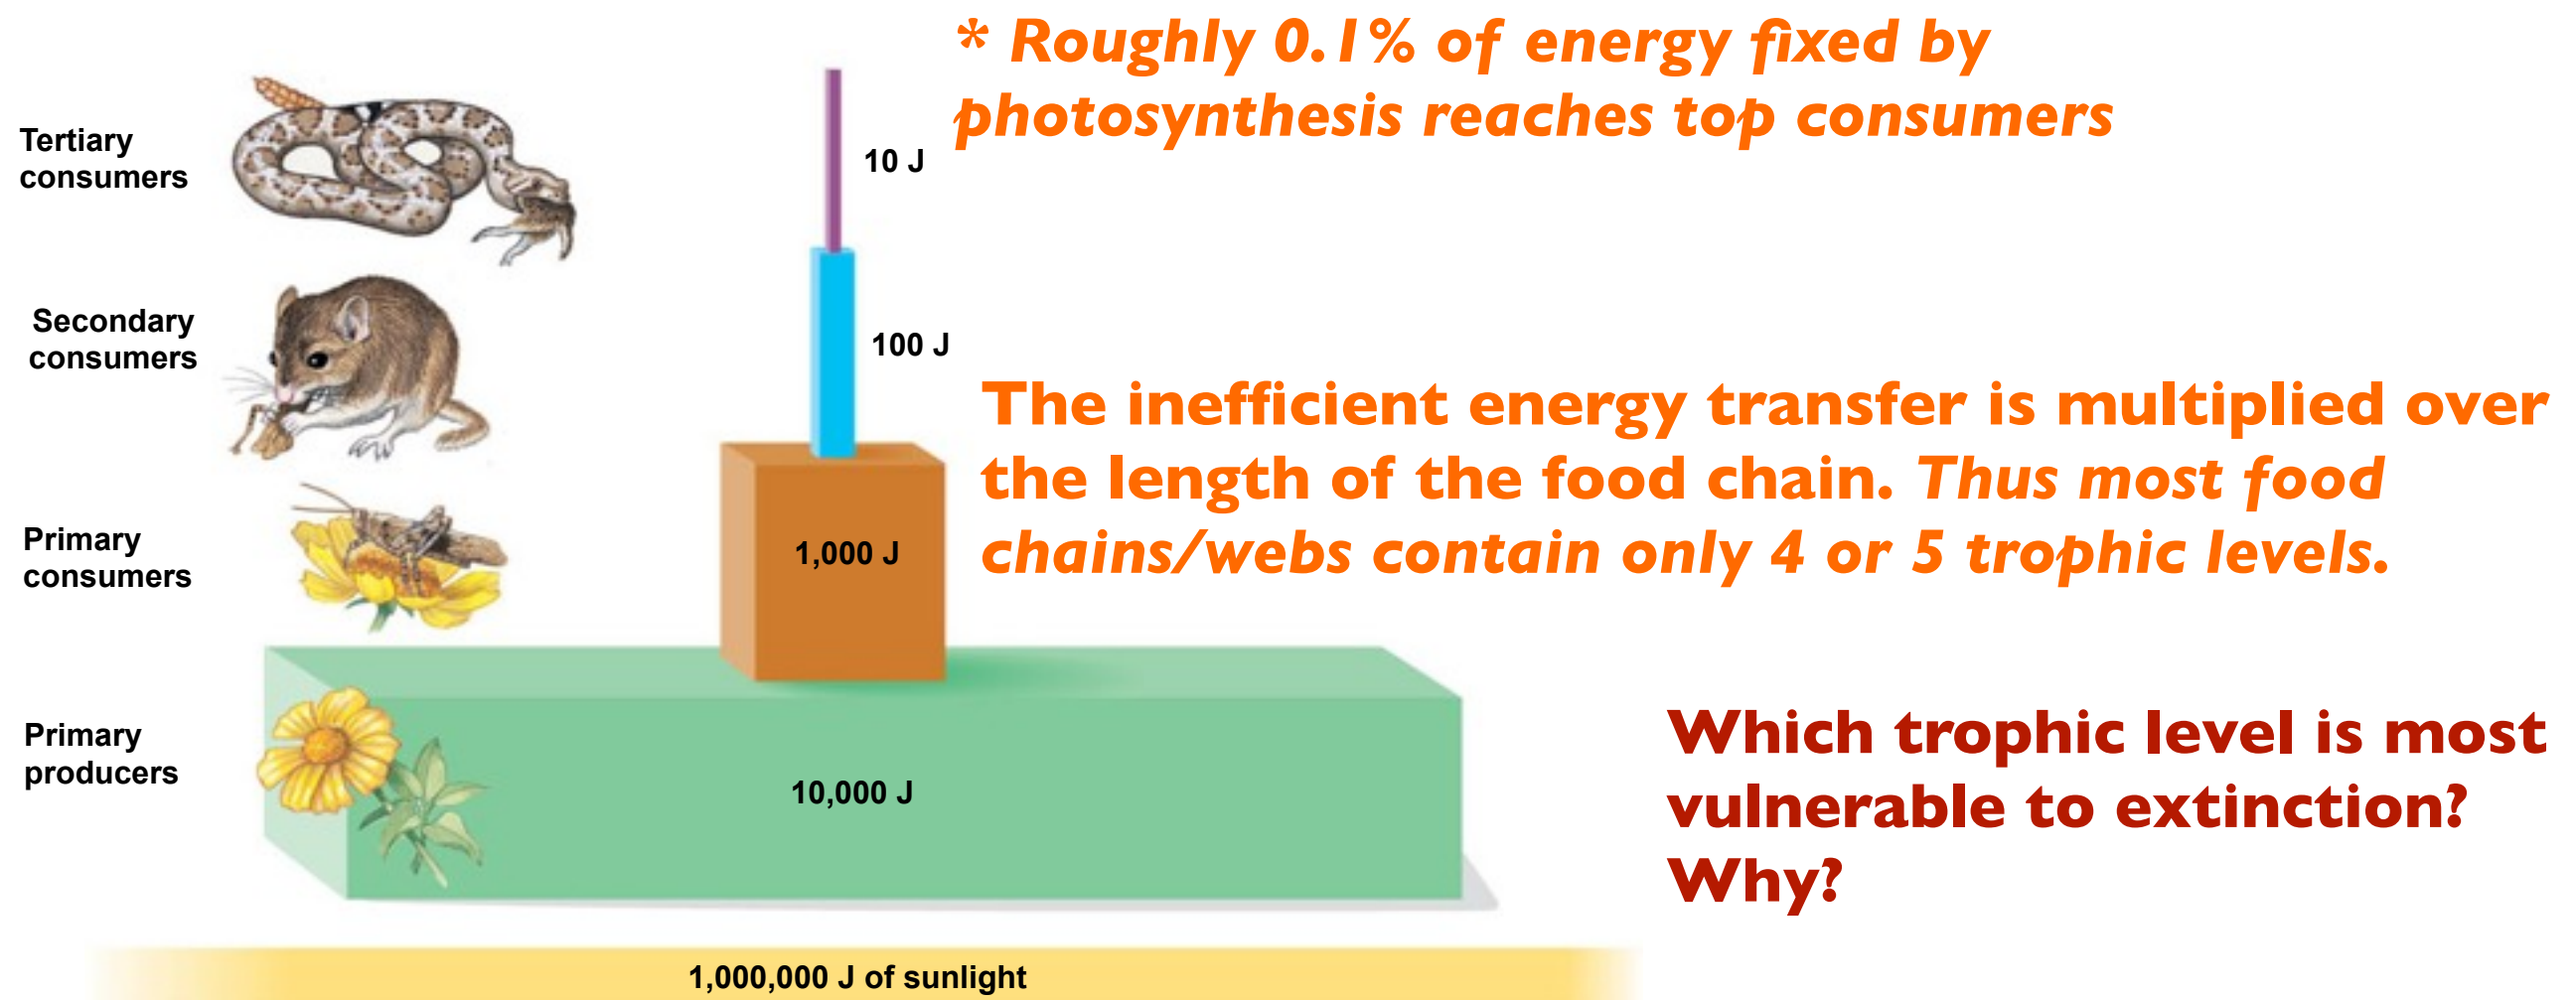 * Roughly 0.1% of energy fixed by
photosynthesis reaches top consumers
Tertiary
consumers
10 J
Secondary
consumers
100 J
The inefficient energy transfer is multiplied over
the length of the food chain. Thus most food
chains/webs contain only 4 or 5 trophic levels.
Primary
consumers
1,000 J
Primary
producers
10,000 J
Which trophic level is most
vulnerable to extinction?
Why?
1,000,000 J of sunlight